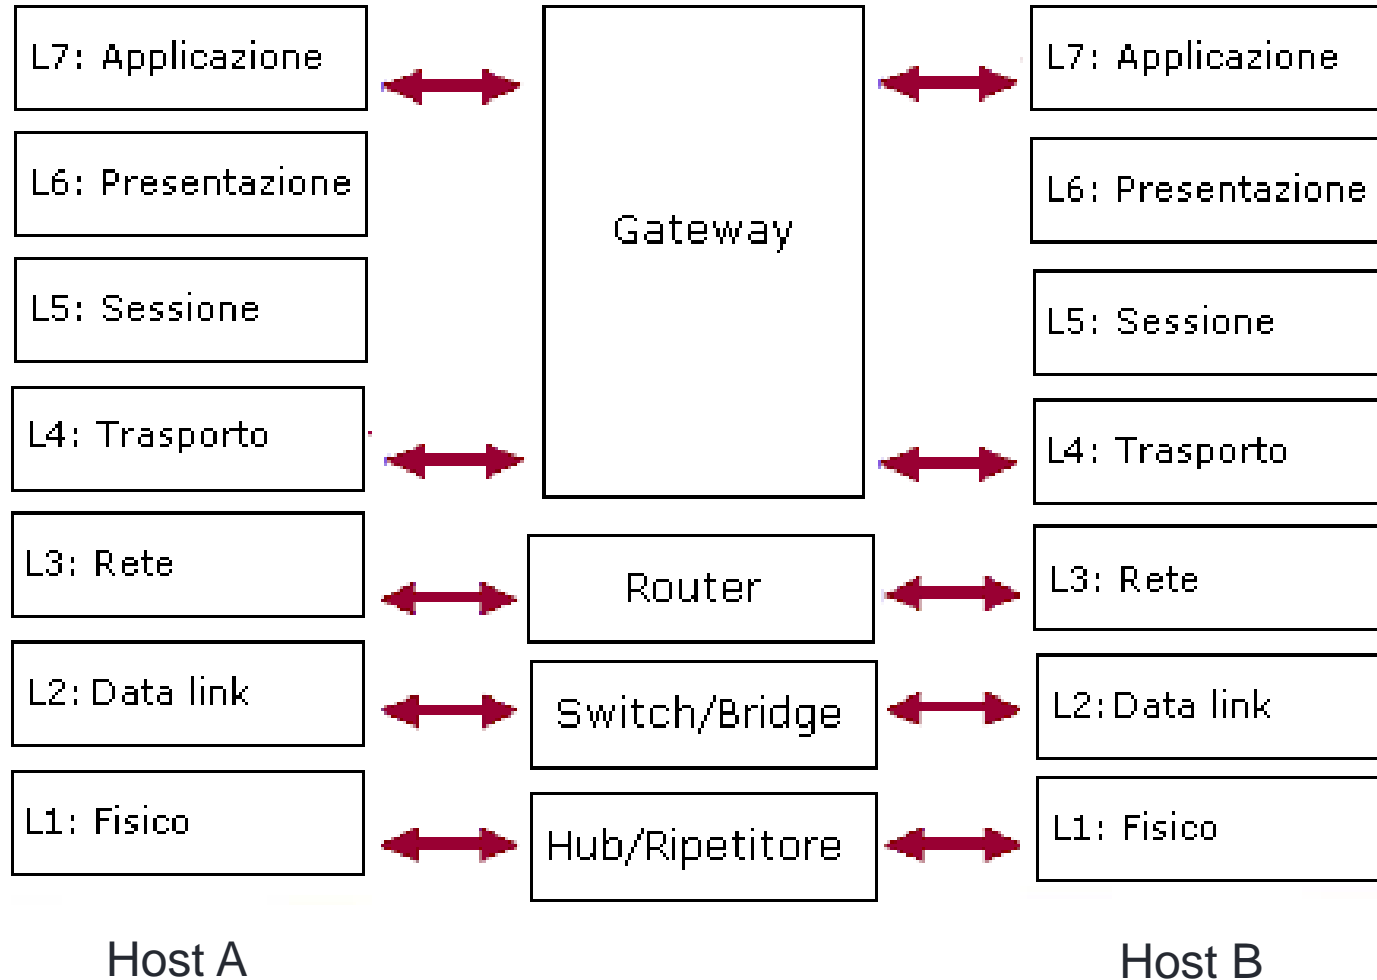 L7: Applicazione
L6: Presentazione
L5: Sessione
L4: Trasporto
L3: Rete
L2: Data link
L1: Fisico
Host A
Gateway
Router
Switch/Bridge
Hub/Ripetitore
L7: Applicazione
L6: Presentazione
L5: Sessione
L4: Trasporto
L3: Rete
L2: Data link
L1: Fisico
Host B